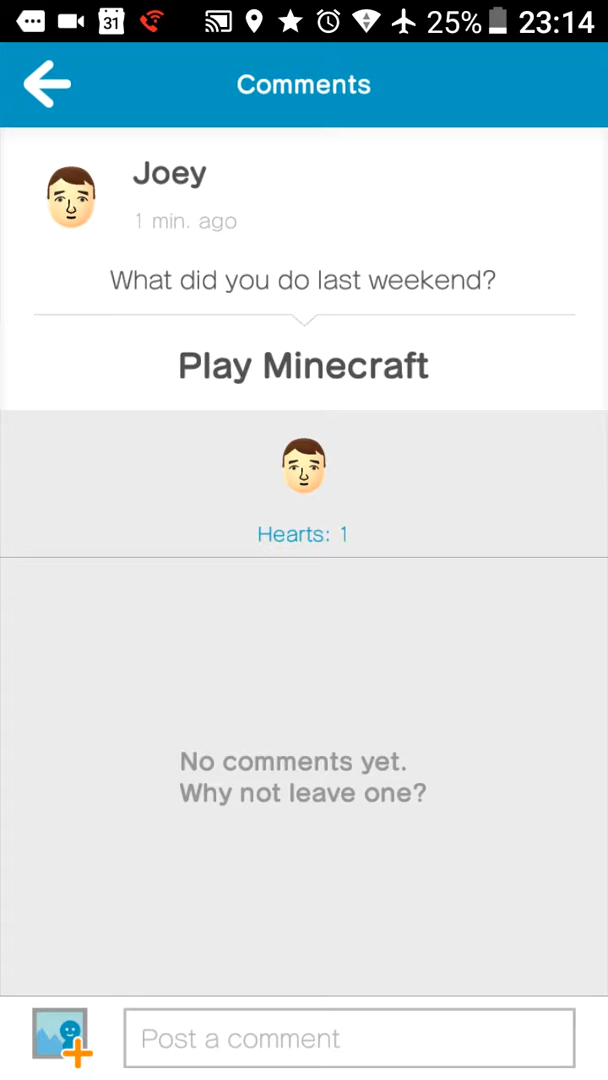 31 25% 23:14
Comments
Joey
1 min. ago
What did you do last weekend?
Play Minecraft
Hearts: 1
No comments yet.
Why not leave one?
Post a comment